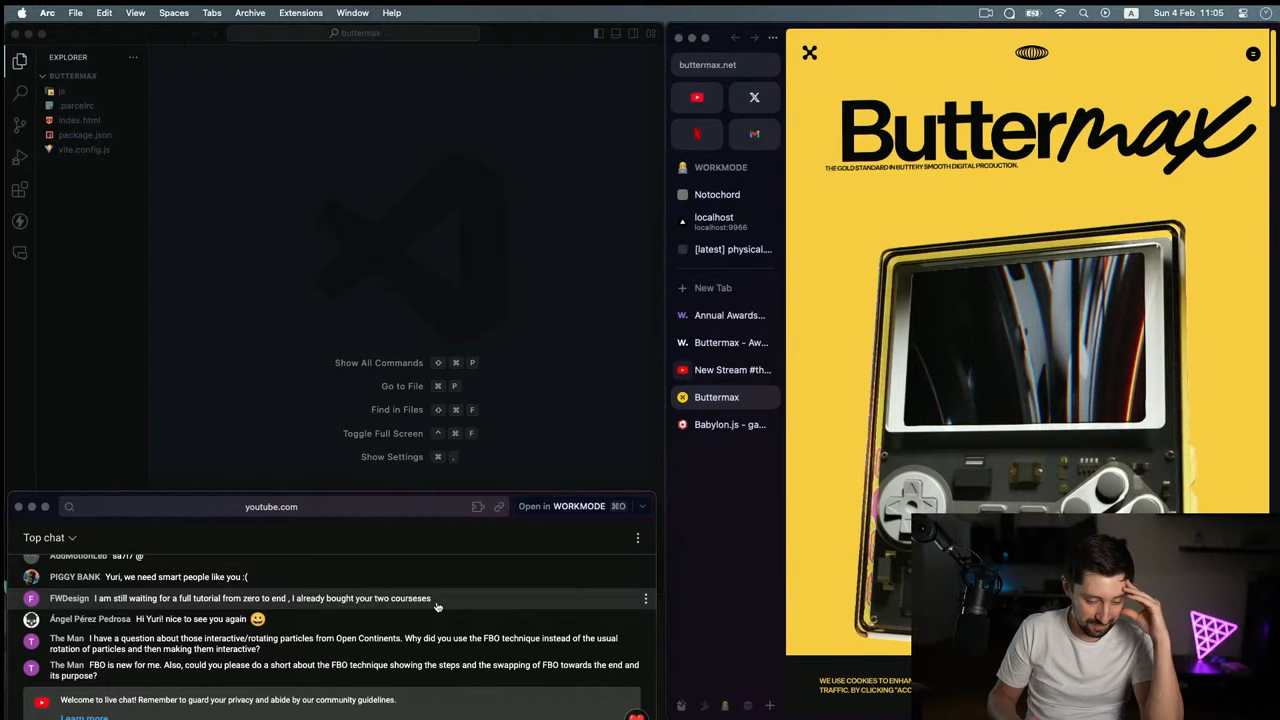 Arc File Edit View Spaces Tabs Archive Extensions Window Help
A Sun 4 Feb 11:05
buttermax
EXPLORER
BUTTERMAX
js
.parcelrc
index.html
package.json
vite.config.js
Show All Commands ⇧ ⌘ P
Go to File ⌘ P
Find in Files ⇧ ⌘ F
Toggle Full Screen ^ ⌘ F
Show Settings ⌘ ,
youtube.com
Open in WORKMODE ⌘O
Top chat
AddMotionLeb sa7i7 @
PIGGY BANK Yuri, we need smart people like you :(
F FWDesign I am still waiting for a full tutorial from zero to end , I already bought your two courseses
Ángel Pérez Pedrosa Hi Yuri! nice to see you again 😀
T The Man I have a question about those interactive/rotating particles from Open Continents. Why did you use the FBO technique instead of the usual
rotation of particles and then making them interactive?
T The Man FBO is new for me. Also, could you please do a short about the FBO technique showing the steps and the swapping of FBO towards the end and
its purpose?
Welcome to live chat! Remember to guard your privacy and abide by our community guidelines.
Learn more
buttermax.net
WORKMODE
Notochord
localhost
localhost:9966
[latest] physical....
New Tab
W. Annual Awards...
W. Buttermax - Aw...
New Stream #th...
Buttermax
Babylon.js - ga...
Buttermax
THE GOLD STANDARD IN BUTTERY SMOOTH DIGITAL PRODUCTION.
WE USE COOKIES TO ENHAN
TRAFFIC. BY CLICKING "ACC